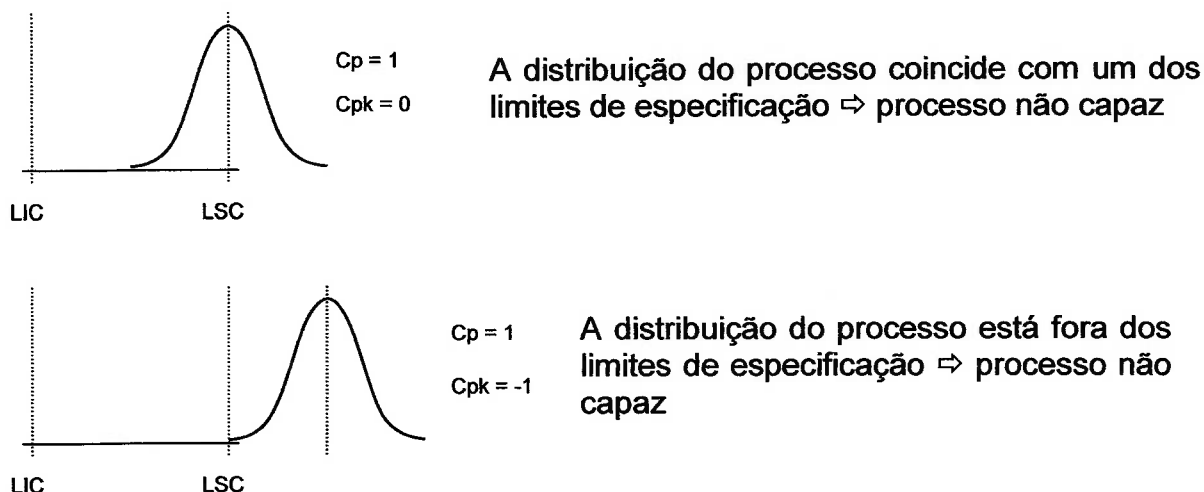 Cp = 1
Cpk = 0
A distribuição do processo coincide com um dos
limites de especificação ⇨ processo não capaz
LIC
LSC
Cp = 1
Cpk = -1
A distribuição do processo está fora dos
limites de especificação ⇨ processo não
capaz
LIC
LSC